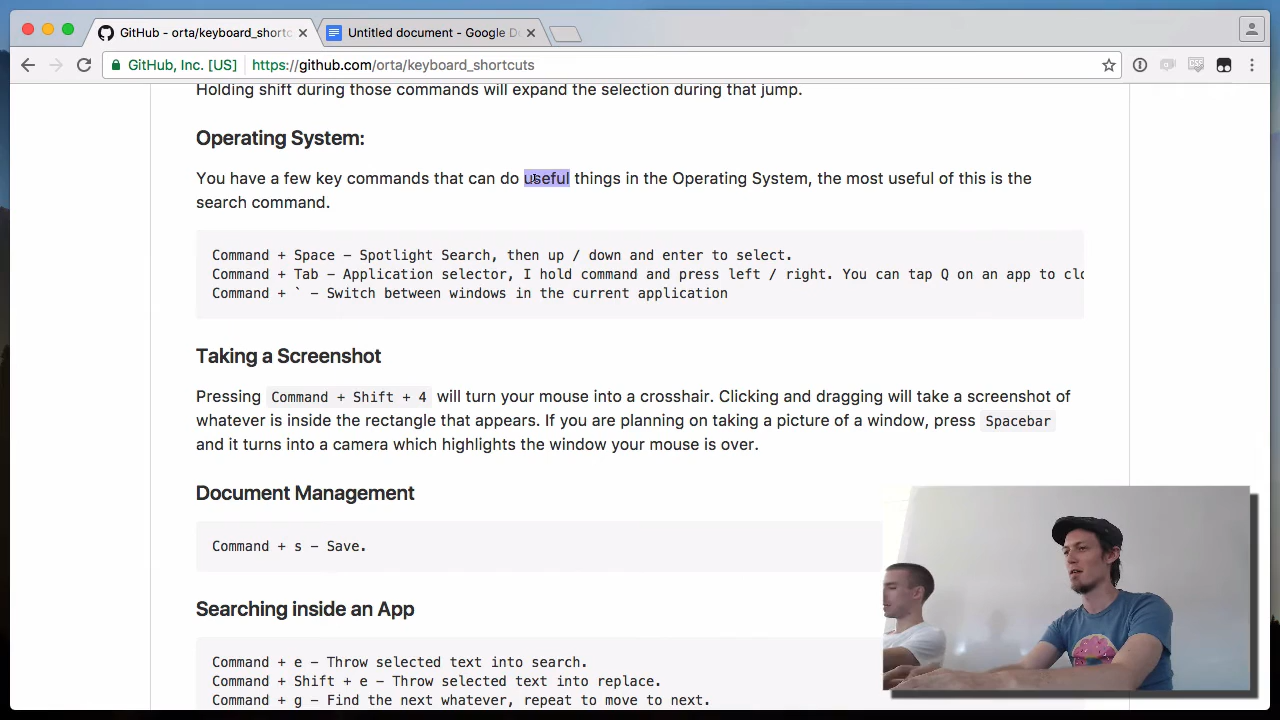 GitHub - orta/keyboard_shortc
Untitled document - Google D
GitHub, Inc. [US] https://github.com/orta/keyboard_shortcuts
Holding shift during those commands will expand the selection during that jump.
Operating System:
You have a few key commands that can do useful things in the Operating System, the most useful of this is the
search command.
Command + Space – Spotlight Search, then up / down and enter to select.
Command + Tab – Application selector, I hold command and press left / right. You can tap Q on an app to clo
Command + ` – Switch between windows in the current application
Taking a Screenshot
Pressing Command + Shift + 4 will turn your mouse into a crosshair. Clicking and dragging will take a screenshot of
whatever is inside the rectangle that appears. If you are planning on taking a picture of a window, press Spacebar
and it turns into a camera which highlights the window your mouse is over.
Document Management
Command + s – Save.
Searching inside an App
Command + e – Throw selected text into search.
Command + Shift + e – Throw selected text into replace.
Command + g – Find the next whatever, repeat to move to next.